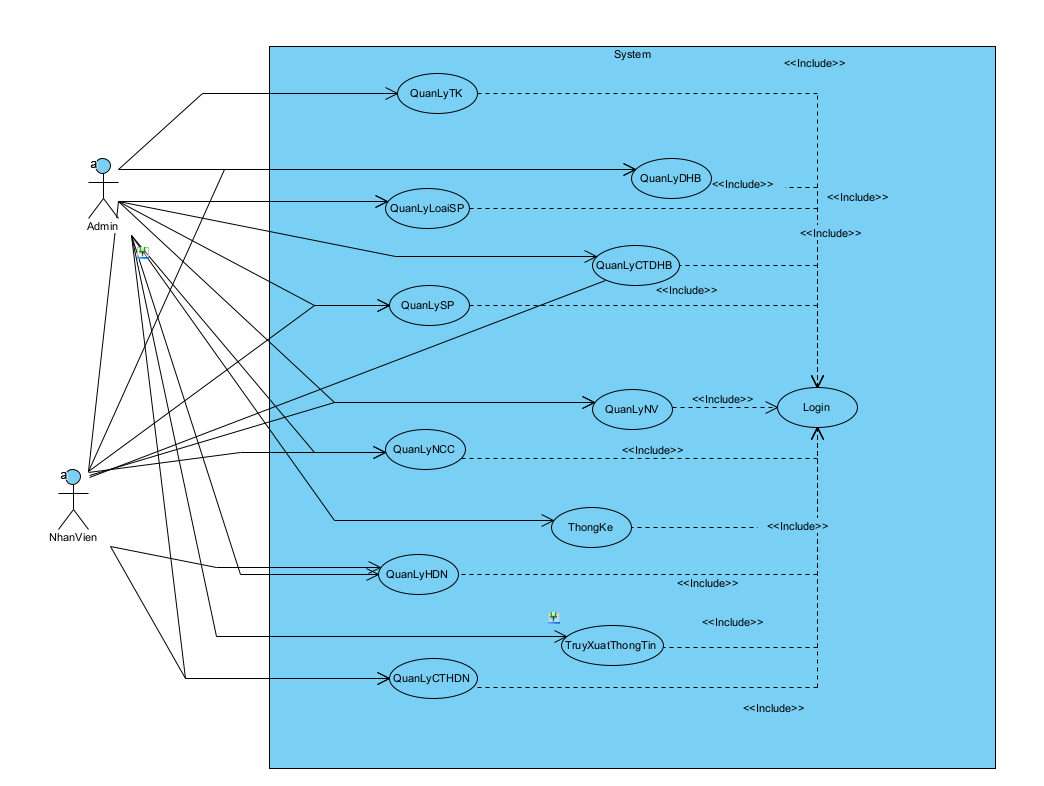 System
<<Include>>
QuanLyTK
a
QuanLyDHB
<<Include>>
<<Include>>
QuanLyLoaiSP
Admin
<<Include>>
QuanLyCTDHB
<<Include>>
QuanLySP
<<Include>>
QuanLyNV
Login
QuanLyNCC
<<Include>>
a
ThongKe
<<Include>>
NhanVien
QuanLyHDN
<<Include>>
<<Include>>
TruyXuatThongTin
QuanLyCTHDN
<<Include>>